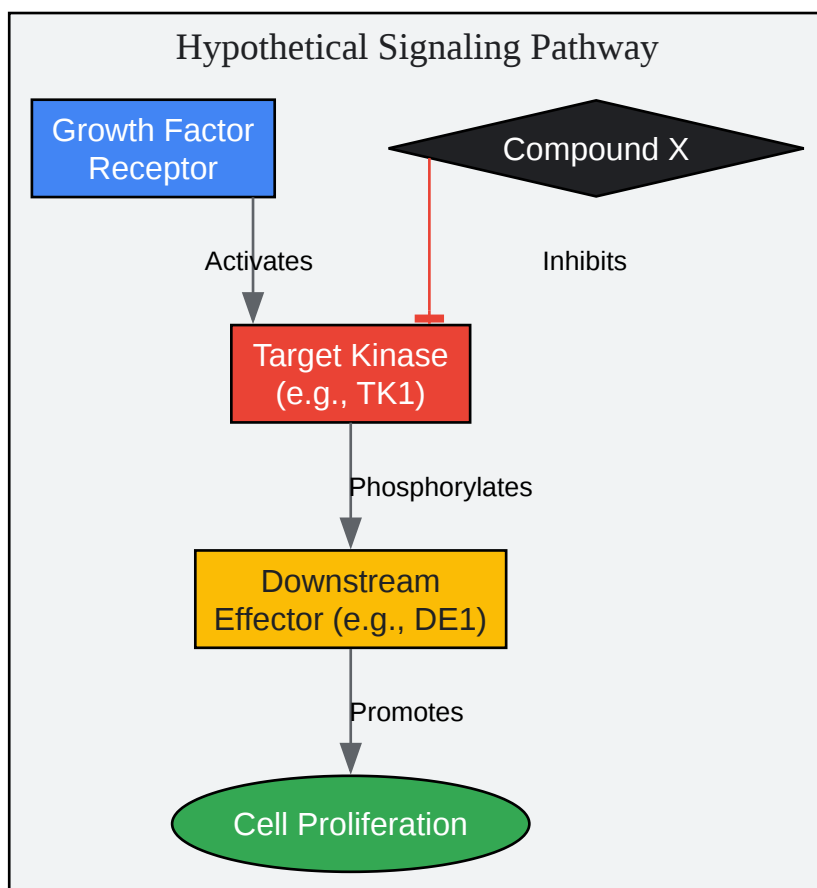 Hypothetical Signaling Pathway
Growth Factor
Receptor
Compound X
Activates
Inhibits
Target Kinase
(e.g., TK1)
Phosphorylates
Downstream
Effector (e.g., DE1)
Promotes
Cell Proliferation